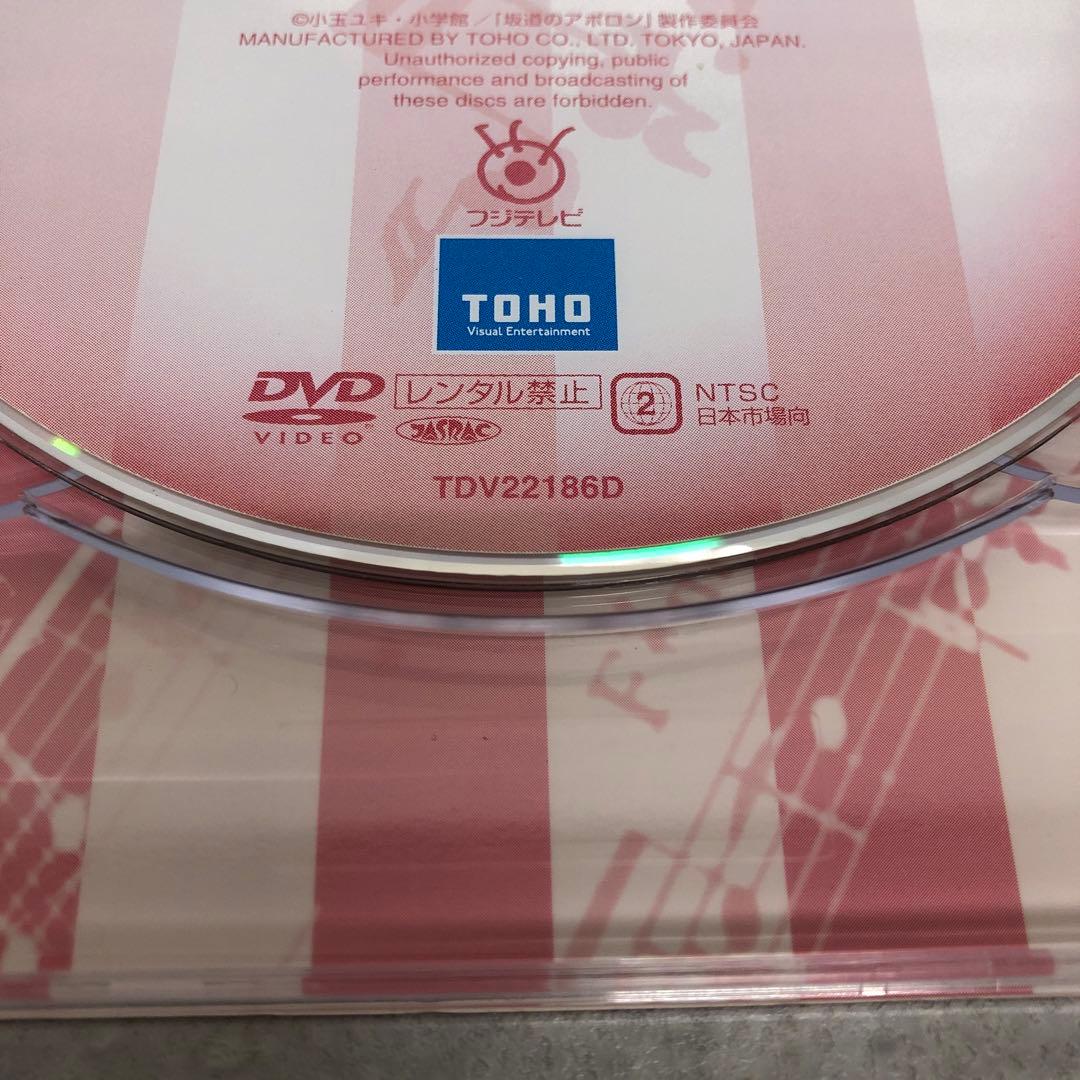 ©小玉ユキ・小学館／「坂道のアポロン」製作委員会
MANUFACTURED BY TOHO CO., LTD, TOKYO, JAPAN.
Unauthorized copying, public
performance and broadcasting of
these discs are forbidden.
フジテレビ
TOHO
Visual Entertainment
DVD レンタル禁止 2 NTSC
VIDEO JASRAC 日本市場向
TDV22186D